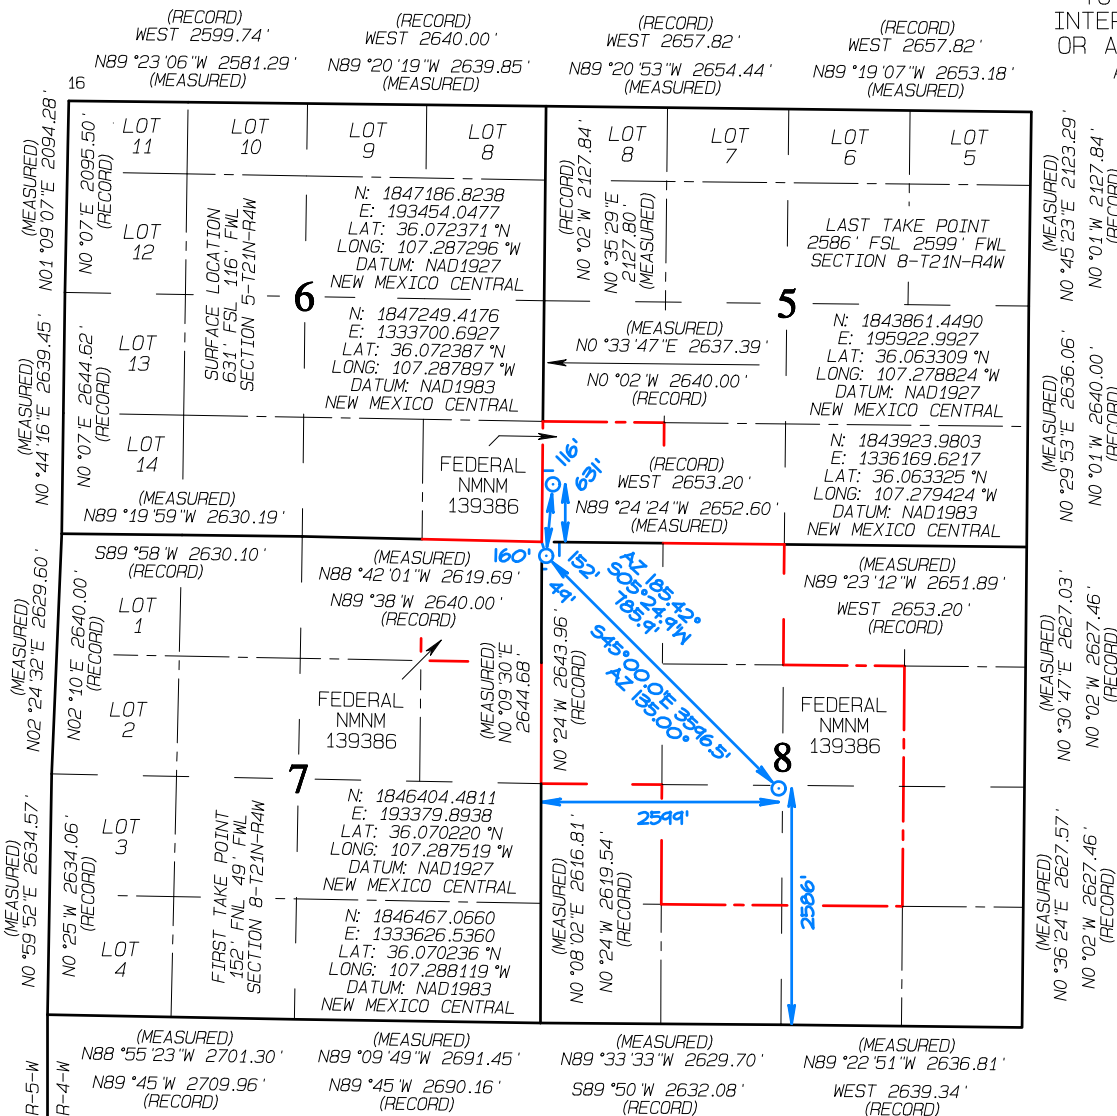 (RECORD)
WEST 2599.74'
N89°23'06"W 2581.29'
(MEASURED)
(RECORD)
WEST 2640.00'
N89°20'19"W 2639.85'
(MEASURED)
(RECORD)
WEST 2657.82'
N89°20'53"W 2654.44'
(MEASURED)
(RECORD)
WEST 2657.82'
N89°19'07"W 2653.18'
(MEASURED)
INTER
OR A
16
(MEASURED)
N01°09'07"E 2094.28'
N0°07'E 2095.50'
(RECORD)
LOT
11
LOT
10
LOT
9
LOT
8
(RECORD)
N0°02'W 2127.84'
N0°35'29"E
2127.80'
(MEASURED)
LOT
8
LOT
7
LOT
6
LOT
5
(MEASURED)
N0°45'23"E 2123.29'
N0°01'W 2127.84'
(RECORD)
LOT
12
SURFACE LOCATION
631' FSL 116' FWL
SECTION 5-T21N-R4W
N: 1847186.8238
E: 193454.0477
LAT: 36.072371°N
LONG: 107.287296°W
DATUM: NAD1927
NEW MEXICO CENTRAL
LAST TAKE POINT
2586' FSL 2599' FWL
SECTION 8-T21N-R4W
6
5
(MEASURED)
N0°44'16"E 2639.45'
N0°07'E 2644.62'
(RECORD)
LOT
13
N: 1847249.4176
E: 1333700.6927
LAT: 36.072387°N
LONG: 107.287897°W
DATUM: NAD1983
NEW MEXICO CENTRAL
(MEASURED)
N0°33'47"E 2637.39'
N0°02'W 2640.00'
(RECORD)
N: 1843861.4490
E: 195922.9927
LAT: 36.063309°N
LONG: 107.278824°W
DATUM: NAD1927
NEW MEXICO CENTRAL
(MEASURED)
N0°29'53"E 2636.06'
N0°01'W 2640.00'
(RECORD)
LOT
14
(MEASURED)
N89°19'59"W 2630.19'
FEDERAL
NMNM
139386
116'
631'
(RECORD)
WEST 2653.20'
N89°24'24"W 2652.60'
(MEASURED)
N: 1843923.9803
E: 1336169.6217
LAT: 36.063325°N
LONG: 107.279424°W
DATUM: NAD1983
NEW MEXICO CENTRAL
S89°58'W 2630.10'
(RECORD)
(MEASURED)
N88°42'01"W 2619.69'
N89°38'W 2640.00'
(RECORD)
160'
152'
49'
AZ 185.42°
S05°24.9'W
785.9'
(MEASURED)
N89°23'12"W 2651.89'
WEST 2653.20'
(RECORD)
(MEASURED)
N02°24'32"E 2629.60'
N02°10'E 2640.00'
(RECORD)
LOT
1
LOT
2
FEDERAL
NMNM
139386
(MEASURED)
N0°09'30"E
2644.68'
N0°24'W 2643.96'
(RECORD)
S45°00.0'E 3596.5'
AZ 135.00°
FEDERAL
NMNM
139386
(MEASURED)
N0°30'47"E 2627.03'
N0°02'W 2627.46'
(RECORD)
7
8
(MEASURED)
N0°59'52"E 2634.57'
N0°25'W 2634.06'
(RECORD)
LOT
3
LOT
4
FIRST TAKE POINT
152' FNL 49' FWL
SECTION 8-T21N-R4W
N: 1846404.4811
E: 193379.8938
LAT: 36.070220°N
LONG: 107.287519°W
DATUM: NAD1927
NEW MEXICO CENTRAL
N: 1846467.0660
E: 1333626.5360
LAT: 36.070236°N
LONG: 107.288119°W
DATUM: NAD1983
NEW MEXICO CENTRAL
2599'
2586'
(MEASURED)
N0°08'02"E 2616.81'
N0°24'W 2619.54'
(RECORD)
(MEASURED)
N0°36'24"E 2627.57'
N0°02'W 2627.46'
(RECORD)
R-5-W
R-4-W
(MEASURED)
N88°55'23"W 2701.30'
N89°45'W 2709.96'
(RECORD)
(MEASURED)
N89°09'49"W 2691.45'
N89°45'W 2690.16'
(RECORD)
(MEASURED)
N89°33'33"W 2629.70'
S89°50'W 2632.08'
(RECORD)
(MEASURED)
N89°22'51"W 2636.81'
WEST 2639.34'
(RECORD)